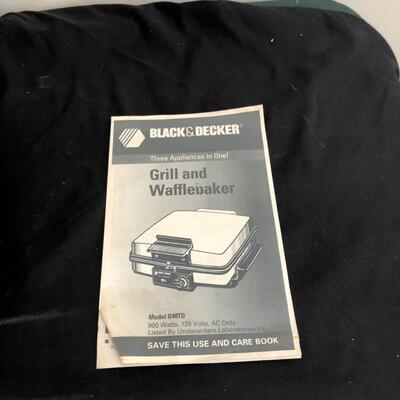 BLACK&DECKER®
Three Appliances In One!
Grill and
Wafflebaker
Model G48TD
900 Watts, 120 Volts, AC Only
Listed By Underwriters Laboratories Inc.
SAVE THIS USE AND CARE BOOK